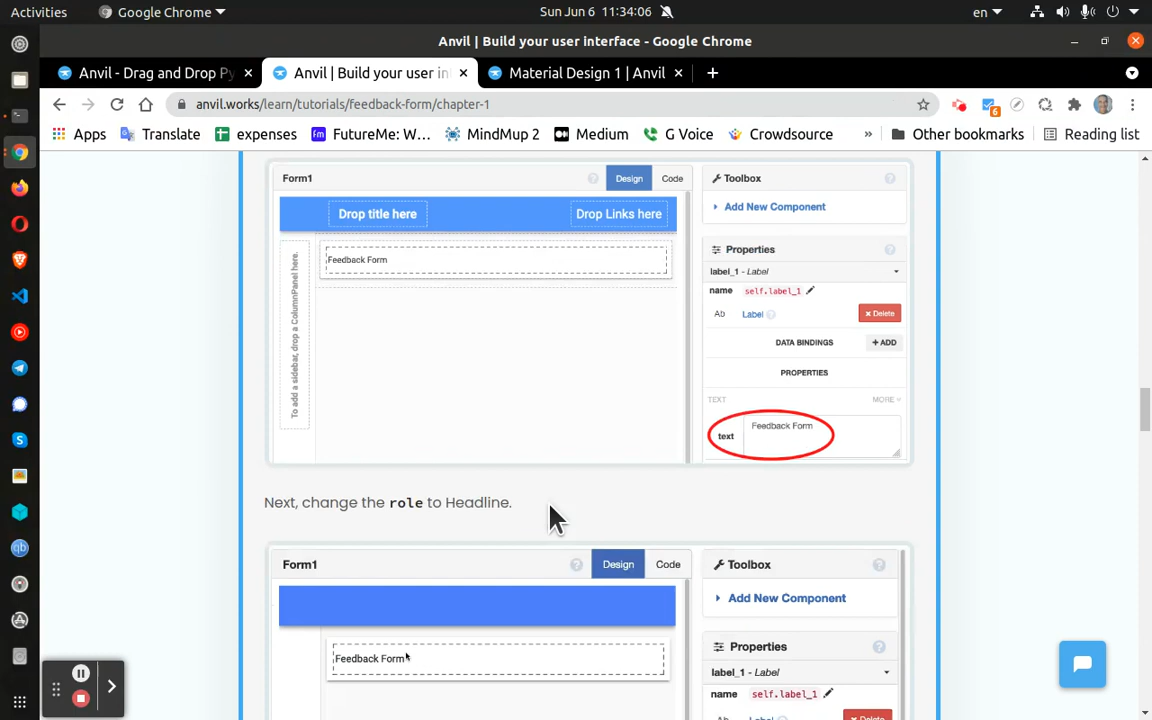 Activities
Google Chrome
Sun Jun 6 11:34:06
en
Anvil | Build your user interface - Google Chrome
Anvil - Drag and Drop Py
Anvil | Build your user in
Material Design 1 | Anvil
anvil.works/learn/tutorials/feedback-form/chapter-1
6
Apps
Translate
expenses
FutureMe: W...
MindMup 2
Medium
G Voice
Crowdsource
»
Other bookmarks
Reading list
Form1
Design
Code
Toolbox
Add New Component
Drop title here
Drop Links here
Properties
Feedback Form
label_1 - Label
name self.label_1
Ab Label
Delete
To add a sidebar, drop a ColumnPanel here.
DATA BINDINGS
+ ADD
PROPERTIES
TEXT
MORE
text
Feedback Form
Next, change the role to Headline.
Form1
Design
Code
Toolbox
Add New Component
Feedback Form
Properties
label_1 - Label
name self.label_1
Label
Delete